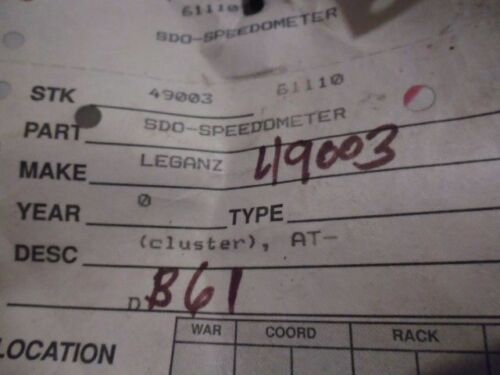 61110
SDO-SPEEDOMETER
STK 49003 61110
PART SDO-SPEEDOMETER
MAKE LEGANZ 49003
YEAR 0 TYPE
DESC (cluster), AT-
D B61
WAR COORD RACK
LOCATION